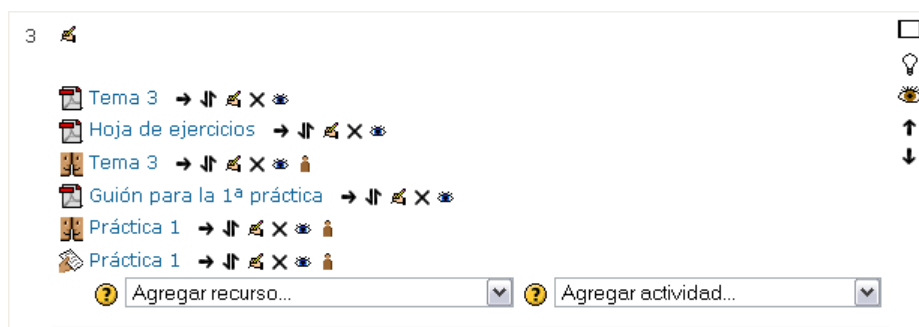 3
Tema 3
Hoja de ejercicios
Tema 3
Guión para la 1ª práctica
Práctica 1
Práctica 1
Agregar recurso... Agregar actividad...